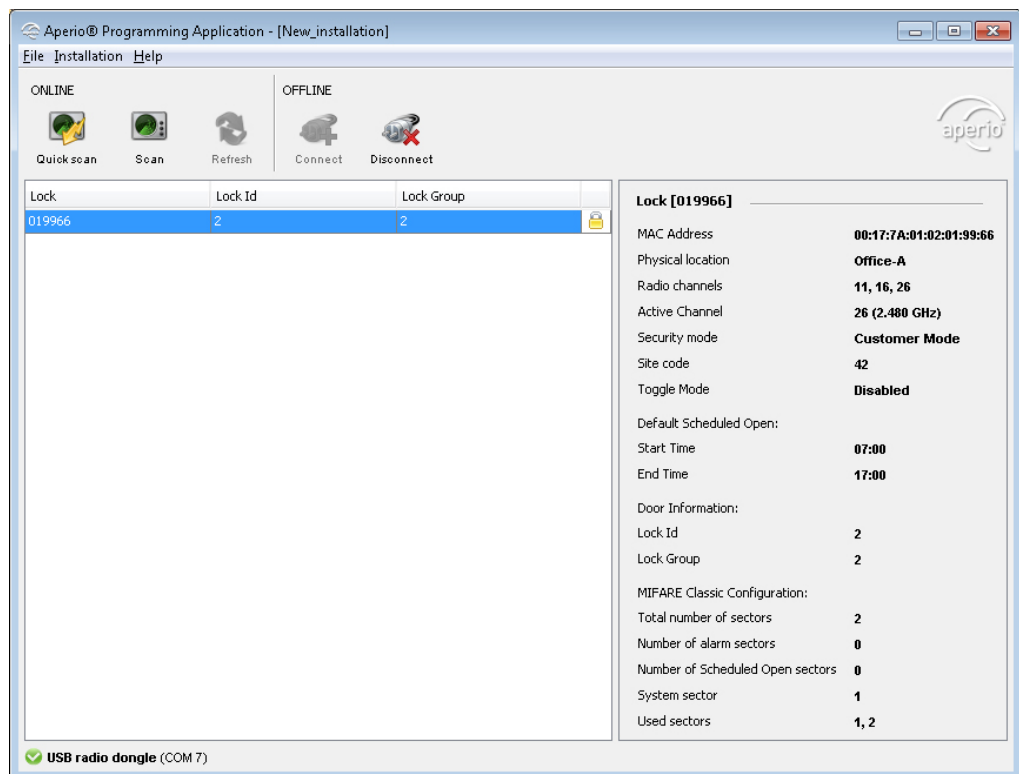 Aperio® Programming Application - [New_installation]
File Installation Help
ONLINE OFFLINE
Quick scan Scan Refresh Connect Disconnect
aperio
Lock Lock Id Lock Group
019966 2 2
Lock [019966]
MAC Address 00:17:7A:01:02:01:99:66
Physical location Office-A
Radio channels 11, 16, 26
Active Channel 26 (2.480 GHz)
Security mode Customer Mode
Site code 42
Toggle Mode Disabled
Default Scheduled Open:
Start Time 07:00
End Time 17:00
Door Information:
Lock Id 2
Lock Group 2
MIFARE Classic Configuration:
Total number of sectors 2
Number of alarm sectors 0
Number of Scheduled Open sectors 0
System sector 1
Used sectors 1, 2
USB radio dongle (COM 7)